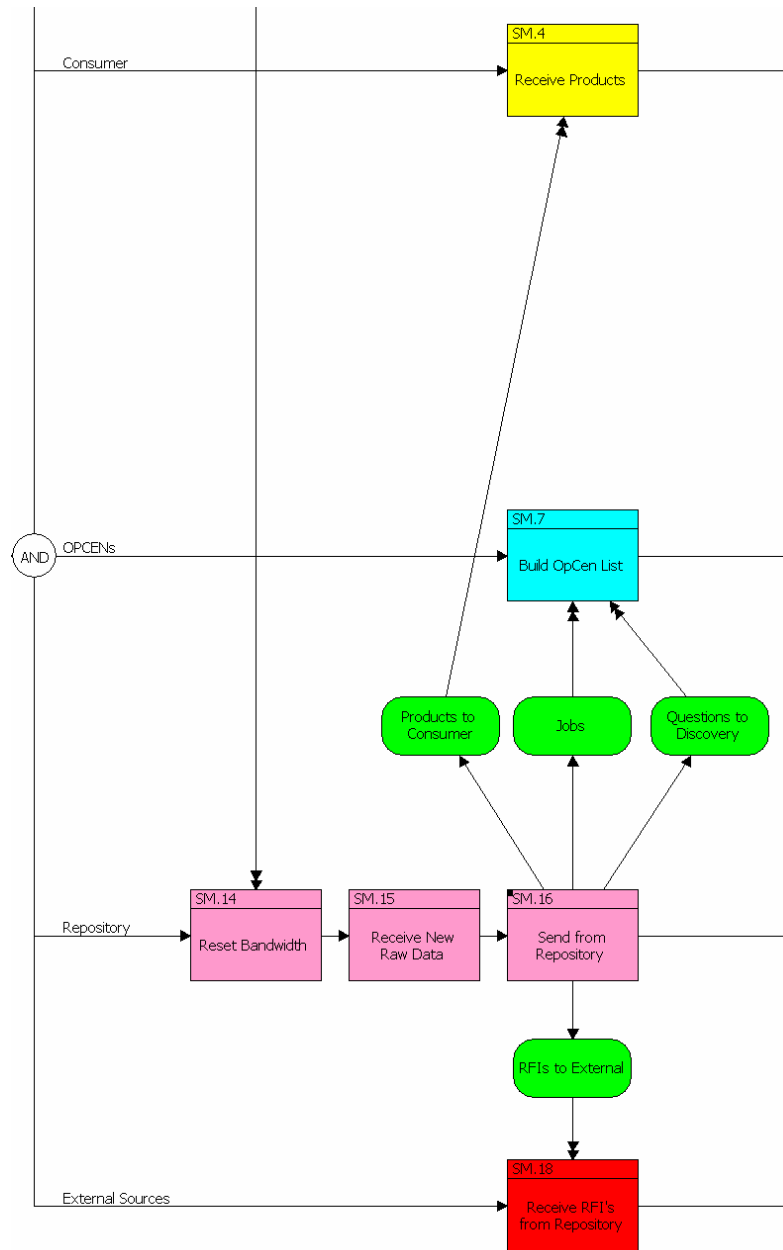 SM.4
Consumer
Receive Products
SM.7
AND
OPCENs
Build OpCen List
Products to
Consumer
Jobs
Questions to
Discovery
SM.14
SM.15
SM.16
Repository
Reset Bandwidth
Receive New
Raw Data
Send from
Repository
RFIs to External
SM.18
External Sources
Receive RFI's
from Repository